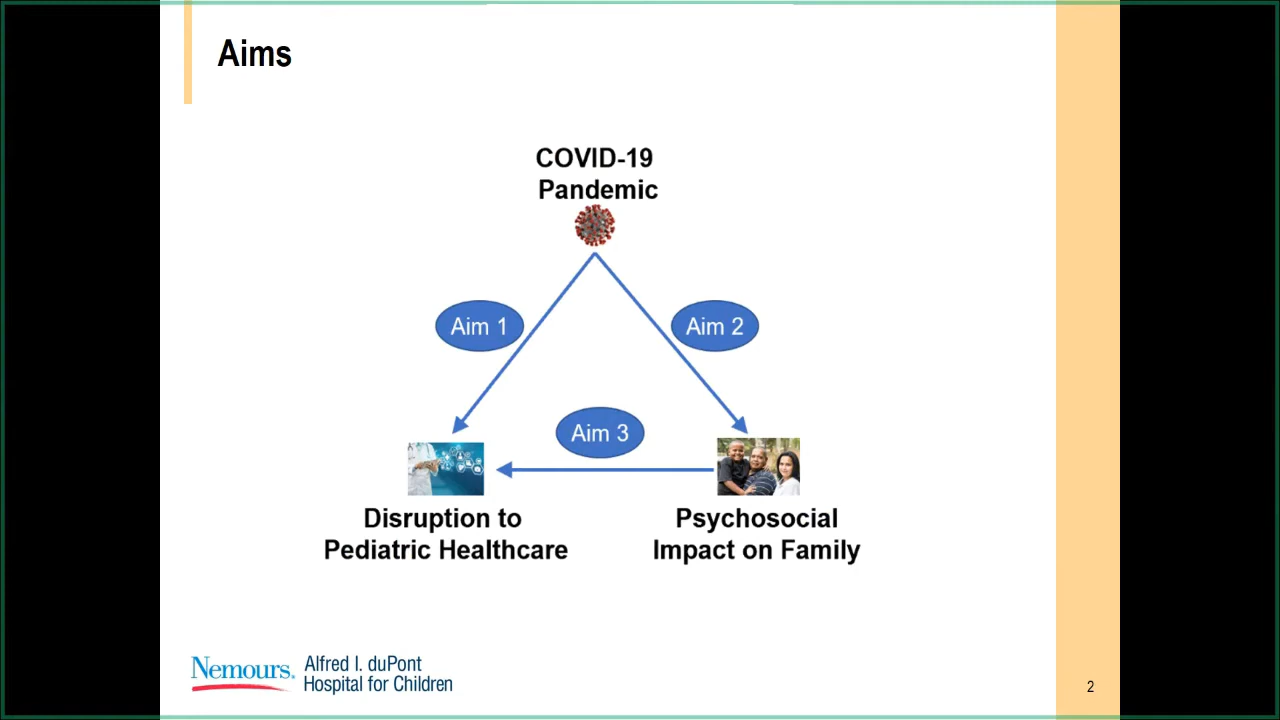 Aims
COVID-19
Pandemic
Aim 1
Aim 2
Aim 3
Disruption to
Pediatric Healthcare
Psychosocial
Impact on Family
Nemours.
Alfred I. duPont
Hospital for Children
2